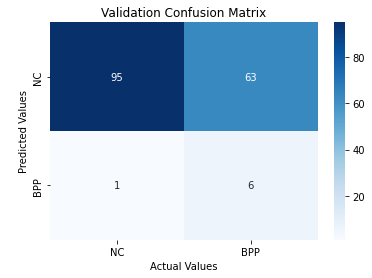 Validation Confusion Matrix
Predicted Values
NC
95
63
BPP
1
6
NC
BPP
Actual Values
80
60
40
20